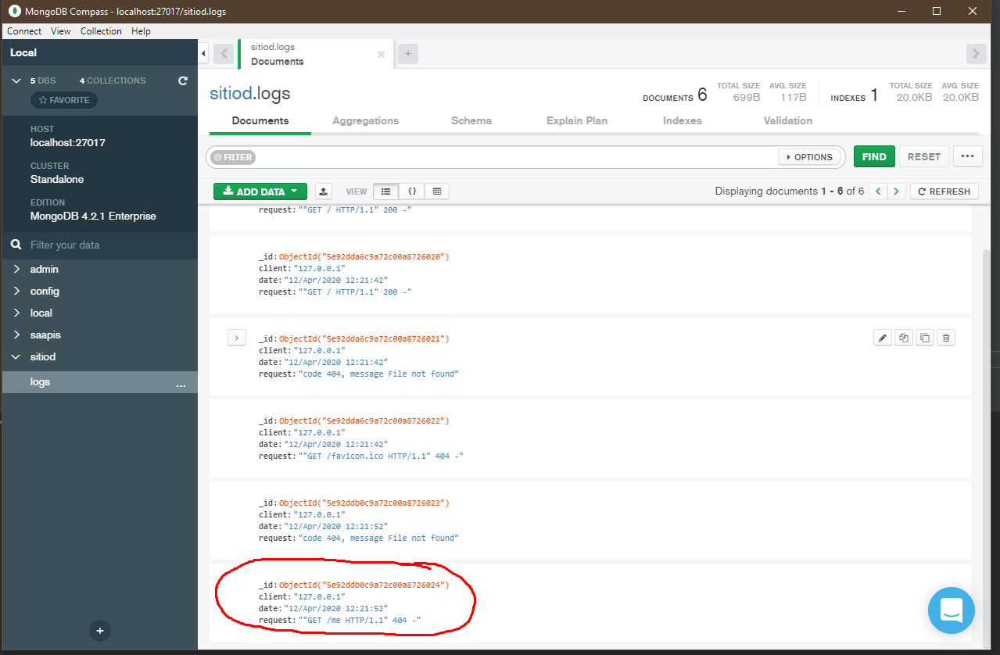 MongoDB Compass - localhost:27017/sitiod.logs
Connect View Collection Help
Local
5 DBS 4 COLLECTIONS
FAVORITE
HOST
localhost:27017
CLUSTER
Standalone
EDITION
MongoDB 4.2.1 Enterprise
Filter your data
admin
config
local
saapis
sitiod
logs ...
+
sitiod.logs
Documents
+
sitiod.logs
DOCUMENTS 6 TOTAL SIZE 699B AVG. SIZE 117B INDEXES 1 TOTAL SIZE 20.0KB AVG. SIZE 20.0KB
Documents Aggregations Schema Explain Plan Indexes Validation
FILTER OPTIONS FIND RESET ...
ADD DATA VIEW {} Displaying documents 1 - 6 of 6 REFRESH
request: ""GET / HTTP/1.1" 200 -"
_id: ObjectId("5e92dda6c9a72c00a8726020")
client: "127.0.0.1"
date: "12/Apr/2020 12:21:42"
request: ""GET / HTTP/1.1" 200 -"
_id: ObjectId("5e92dda6c9a72c00a8726021")
client: "127.0.0.1"
date: "12/Apr/2020 12:21:42"
request: "code 404, message File not found"
_id: ObjectId("5e92dda6c9a72c00a8726022")
client: "127.0.0.1"
date: "12/Apr/2020 12:21:42"
request: ""GET /favicon.ico HTTP/1.1" 404 -"
_id: ObjectId("5e92ddb0c9a72c00a8726023")
client: "127.0.0.1"
date: "12/Apr/2020 12:21:52"
request: "code 404, message File not found"
_id: ObjectId("5e92ddb0c9a72c00a8726024")
client: "127.0.0.1"
date: "12/Apr/2020 12:21:52"
request: ""GET /me HTTP/1.1" 404 -"